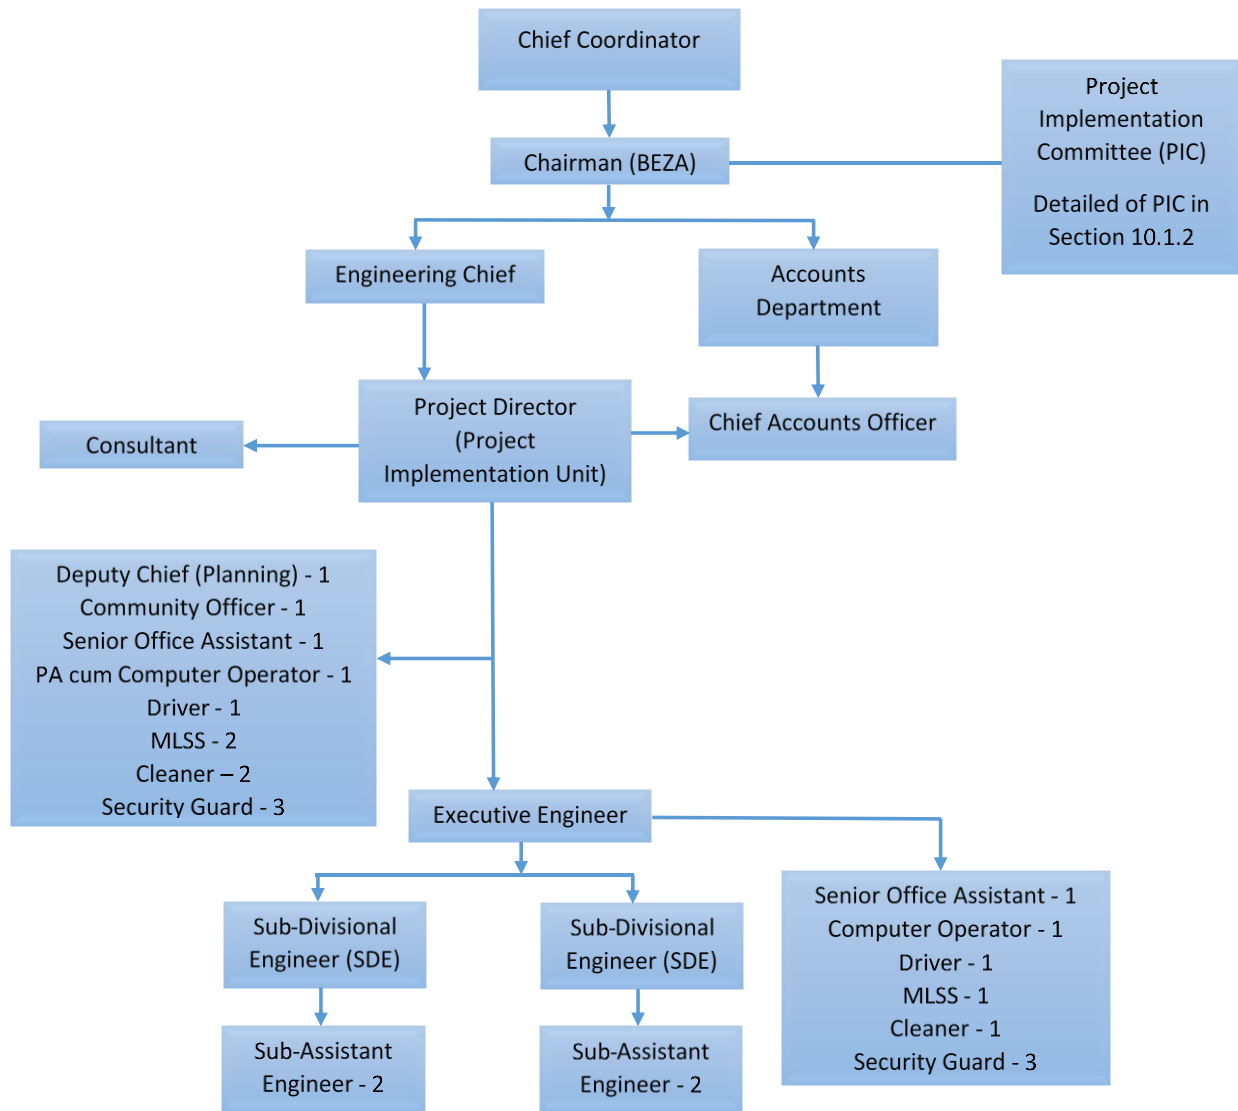 Chief Coordinator
Project
Implementation
Committee (PIC)
Detailed of PIC in
Section 10.1.2
Chairman (BEZA)
Engineering Chief
Accounts
Department
Project Director
(Project
Implementation Unit)
Chief Accounts Officer
Consultant
Deputy Chief (Planning) - 1
Community Officer - 1
Senior Office Assistant - 1
PA cum Computer Operator - 1
Driver - 1
MLSS - 2
Cleaner – 2
Security Guard - 3
Executive Engineer
Sub-Divisional
Engineer (SDE)
Sub-Divisional
Engineer (SDE)
Senior Office Assistant - 1
Computer Operator - 1
Driver - 1
MLSS - 1
Cleaner - 1
Security Guard - 3
Sub-Assistant
Engineer - 2
Sub-Assistant
Engineer - 2